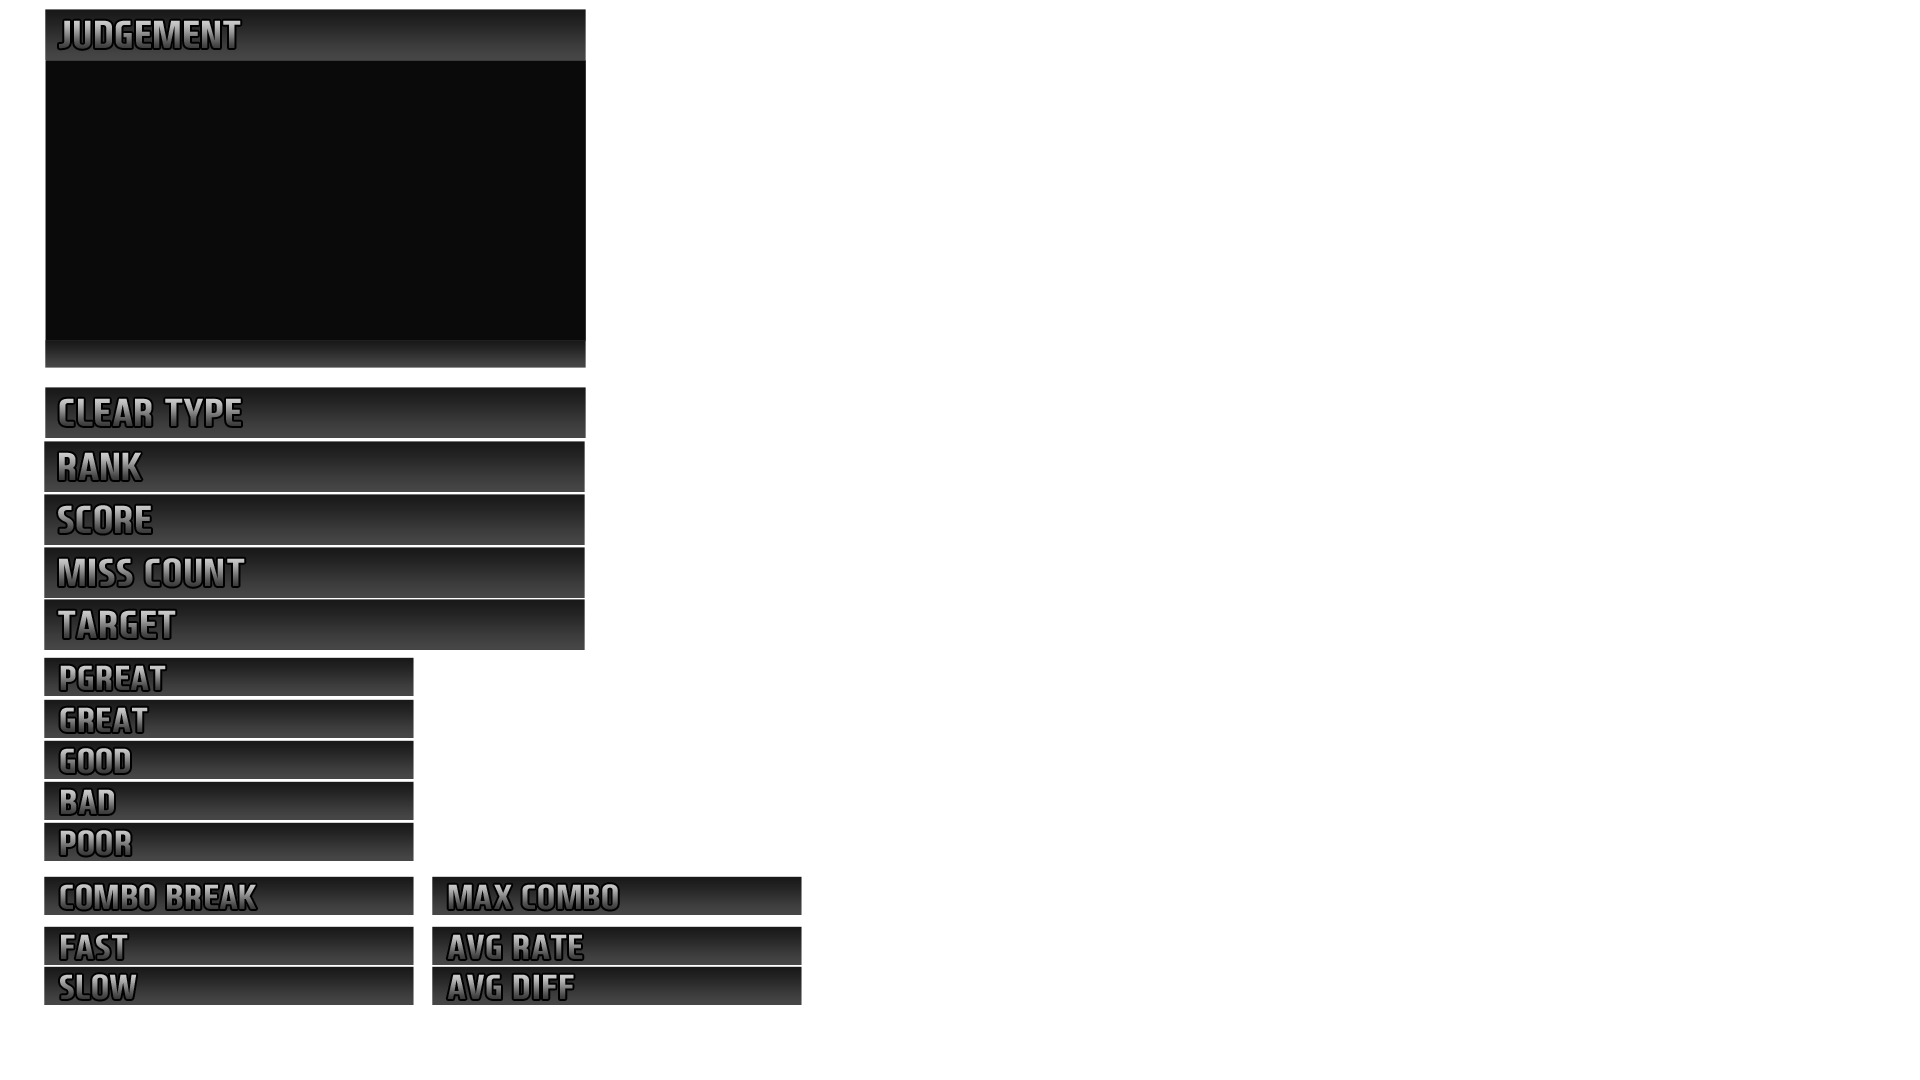 JUDGEMENT
CLEAR TYPE
RANK
SCORE
MISS COUNT
TARGET
PGREAT
GREAT
GOOD
BAD
POOR
COMBO BREAK
MAX COMBO
FAST
AVG RATE
SLOW
AVG DIFF